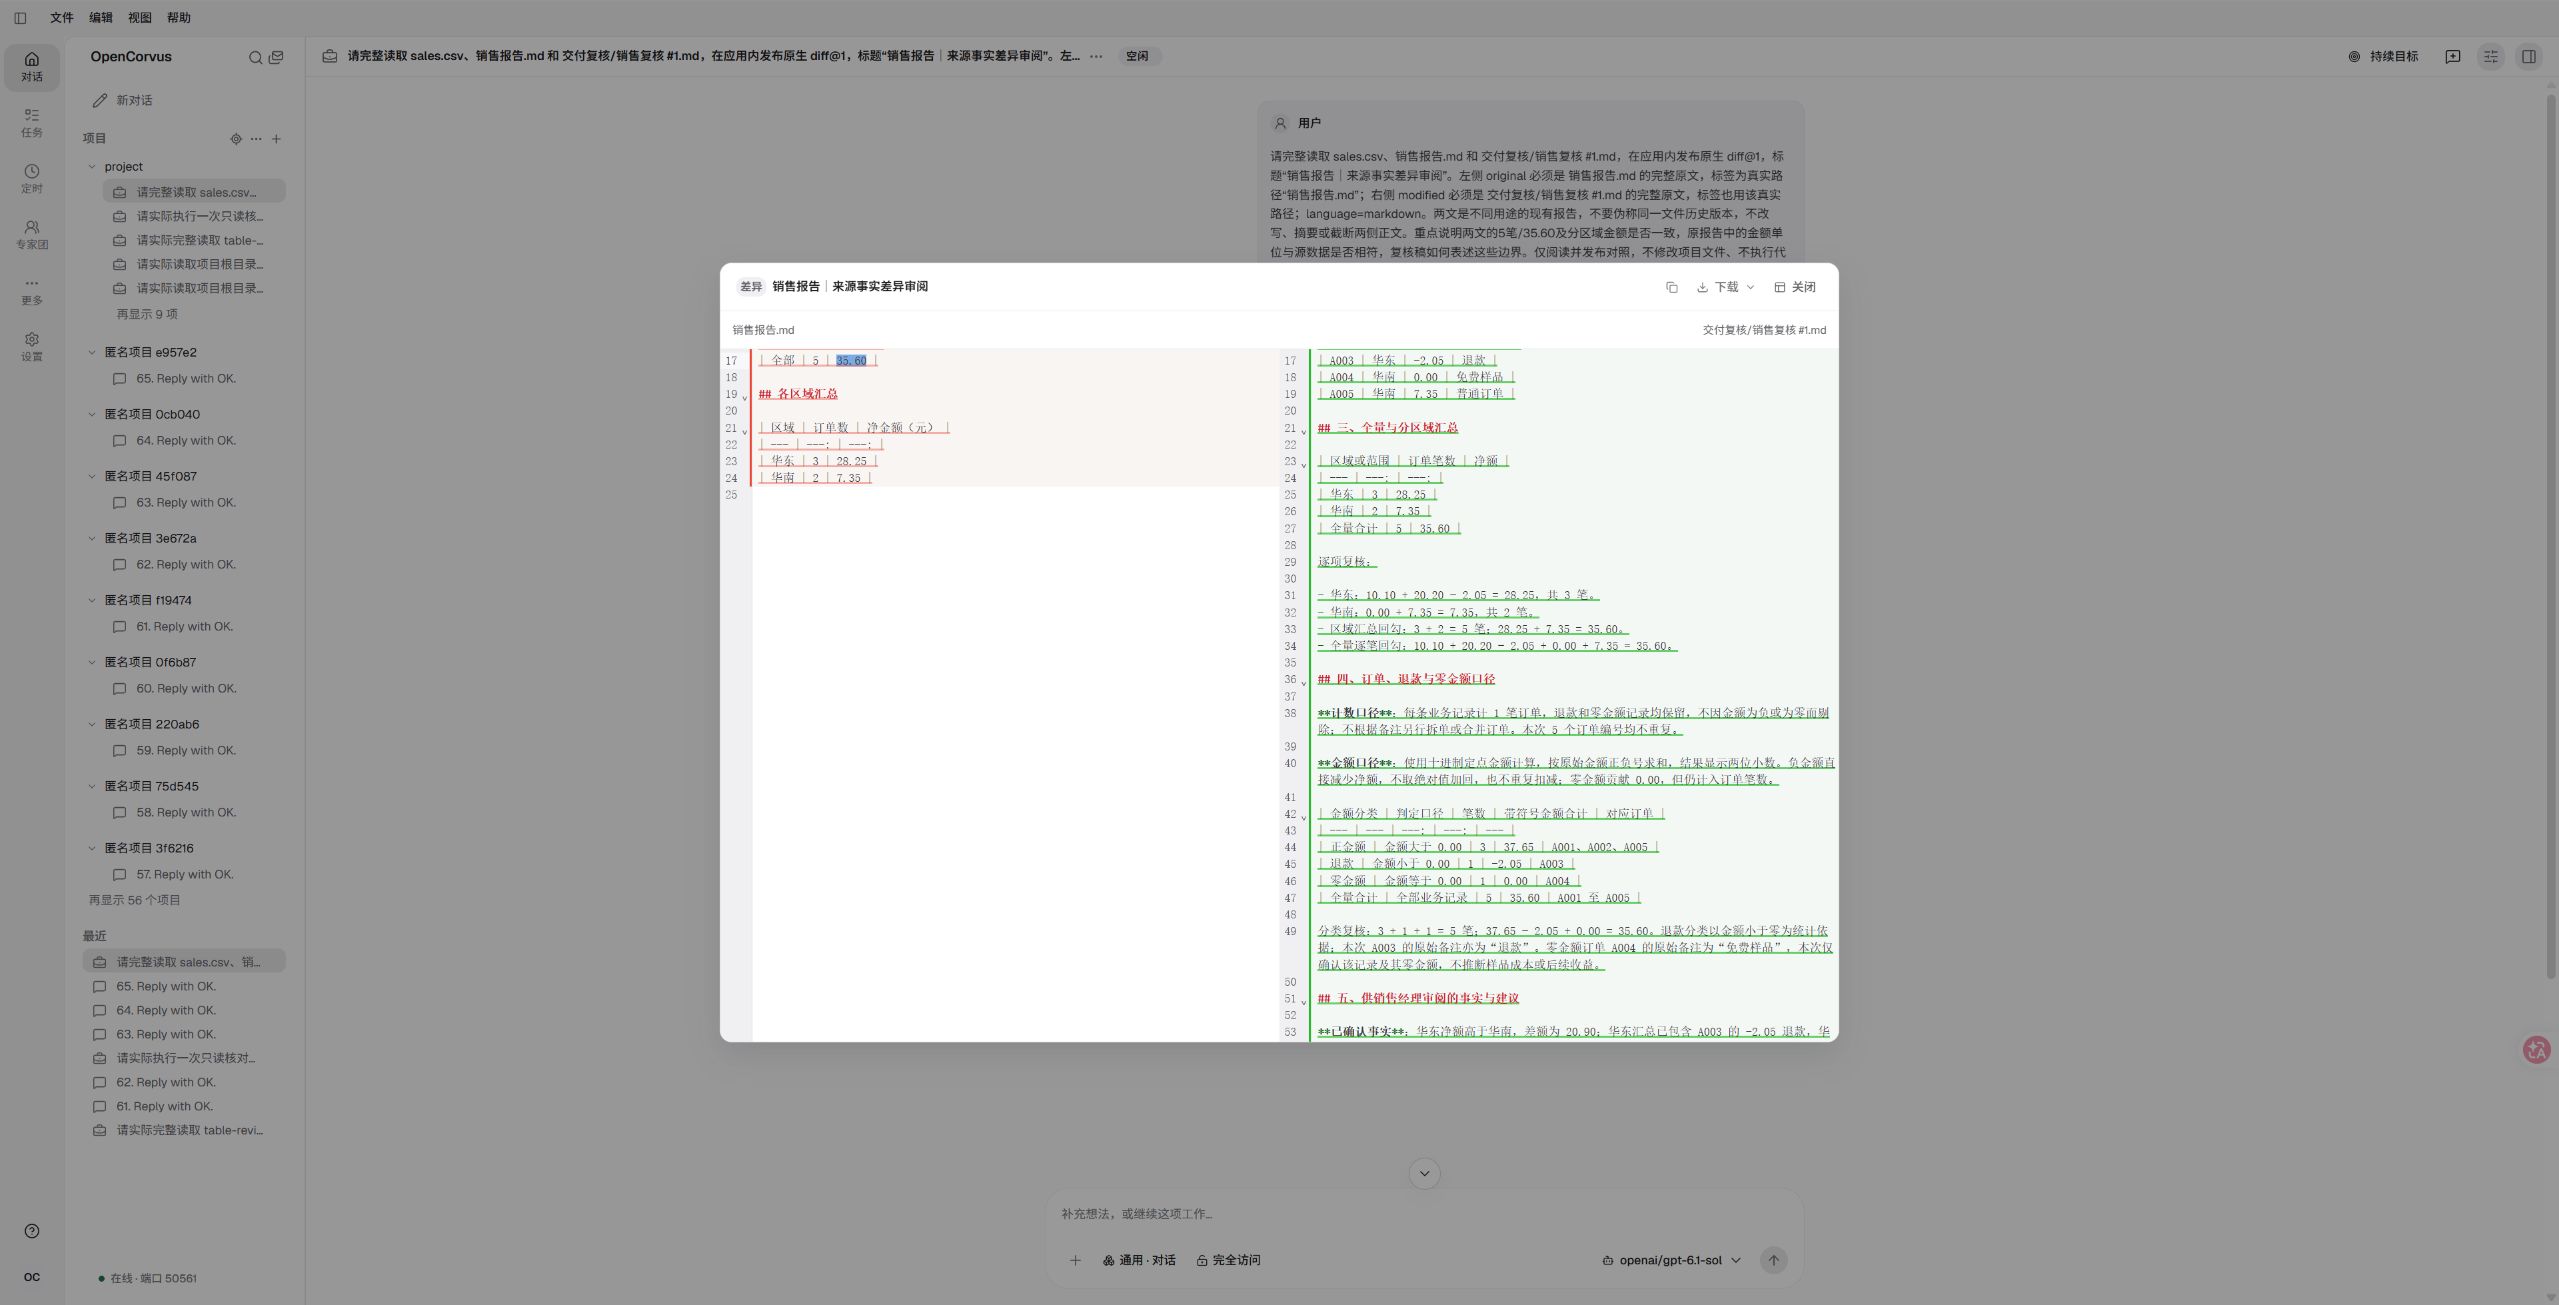 文件 编辑 视图 帮助
对话
任务
定时
专家团
更多
设置
OC
OpenCorvus
新对话
项目
project
请完整读取 sales.csv...
请实际执行一次只读核...
请实际完整读取 table-...
请实际读取项目根目录...
请实际读取项目根目录...
再显示 9 项
匿名项目 e957e2
65. Reply with OK.
匿名项目 0cb040
64. Reply with OK.
匿名项目 45f087
63. Reply with OK.
匿名项目 3e672a
62. Reply with OK.
匿名项目 f19474
61. Reply with OK.
匿名项目 0f6b87
60. Reply with OK.
匿名项目 220ab6
59. Reply with OK.
匿名项目 75d545
58. Reply with OK.
匿名项目 3f6216
57. Reply with OK.
再显示 56 个项目
最近
请完整读取 sales.csv、销...
65. Reply with OK.
64. Reply with OK.
63. Reply with OK.
请实际执行一次只读核对...
62. Reply with OK.
61. Reply with OK.
请实际完整读取 table-revi...
在线 · 端口 50561
请完整读取 sales.csv、销售报告.md 和 交付复核/销售复核 #1.md，在应用内发布原生 diff@1，标题“销售报告｜来源事实差异审阅”。左... 空闲
持续目标
用户
请完整读取 sales.csv、销售报告.md 和 交付复核/销售复核 #1.md，在应用内发布原生 diff@1，标
题“销售报告｜来源事实差异审阅”。左侧 original 必须是 销售报告.md 的完整原文，标签为真实路
径“销售报告.md”；右侧 modified 必须是 交付复核/销售复核 #1.md 的完整原文，标签也用该真实
路径；language=markdown。两文是不同用途的现有报告，不要伪称同一文件历史版本，不改
写、摘要或截断两侧正文。重点说明两文的5笔/35.60及分区域金额是否一致，原报告中的金额单
位与源数据是否相符，复核稿如何表述这些边界。仅阅读并发布对照，不修改项目文件、不执行代
差异 销售报告｜来源事实差异审阅
下载 关闭
销售报告.md
交付复核/销售复核 #1.md
17 | 全部 | 5 | 35.60 |
18
19 ## 各区域汇总
20
21 | 区域 | 订单数 | 净金额（元） |
22 | --- | ---: | ---: |
23 | 华东 | 3 | 28.25 |
24 | 华南 | 2 | 7.35 |
25
17 | A003 | 华东 | -2.05 | 退款 |
18 | A004 | 华南 | 0.00 | 免费样品 |
19 | A005 | 华南 | 7.35 | 普通订单 |
20
21 ## 三、全量与分区域汇总
22
23 | 区域或范围 | 订单笔数 | 净额 |
24 | --- | ---: | ---: |
25 | 华东 | 3 | 28.25 |
26 | 华南 | 2 | 7.35 |
27 | 全量合计 | 5 | 35.60 |
28
29 逐项复核：
30
31 - 华东：10.10 + 20.20 - 2.05 = 28.25，共 3 笔。
32 - 华南：0.00 + 7.35 = 7.35，共 2 笔。
33 - 区域汇总回勾：3 + 2 = 5 笔；28.25 + 7.35 = 35.60。
34 - 全量逐笔回勾：10.10 + 20.20 - 2.05 + 0.00 + 7.35 = 35.60。
35
36 ## 四、订单、退款与零金额口径
37
38 **计数口径**：每条业务记录计 1 笔订单，退款和零金额记录均保留，不因金额为负或为零而剔
除；不根据备注另行拆单或合并订单。本次 5 个订单编号均不重复。
39
40 **金额口径**：使用十进制定点金额计算，按原始金额正负号求和，结果显示两位小数。负金额直
接减少净额，不取绝对值加回，也不重复扣减；零金额贡献 0.00，但仍计入订单笔数。
41
42 | 金额分类 | 判定口径 | 笔数 | 带符号金额合计 | 对应订单 |
43 | --- | --- | ---: | ---: | --- |
44 | 正金额 | 金额大于 0.00 | 3 | 37.65 | A001、A002、A005 |
45 | 退款 | 金额小于 0.00 | 1 | -2.05 | A003 |
46 | 零金额 | 金额等于 0.00 | 1 | 0.00 | A004 |
47 | 全量合计 | 全部业务记录 | 5 | 35.60 | A001 至 A005 |
48
49 分类复核：3 + 1 + 1 = 5 笔；37.65 - 2.05 + 0.00 = 35.60。退款分类以金额小于零为统计依
据；本次 A003 的原始备注亦为“退款”。零金额订单 A004 的原始备注为“免费样品”，本次仅
确认该记录及其零金额，不推断样品成本或后续收益。
50
51 ## 五、供销售经理审阅的事实与建议
52
53 **已确认事实**：华东净额高于华南，差额为 20.90；华东汇总已包含 A003 的 -2.05 退款，华
补充想法，或继续这项工作...
通用 · 对话 完全访问
openai/gpt-6.1-sol